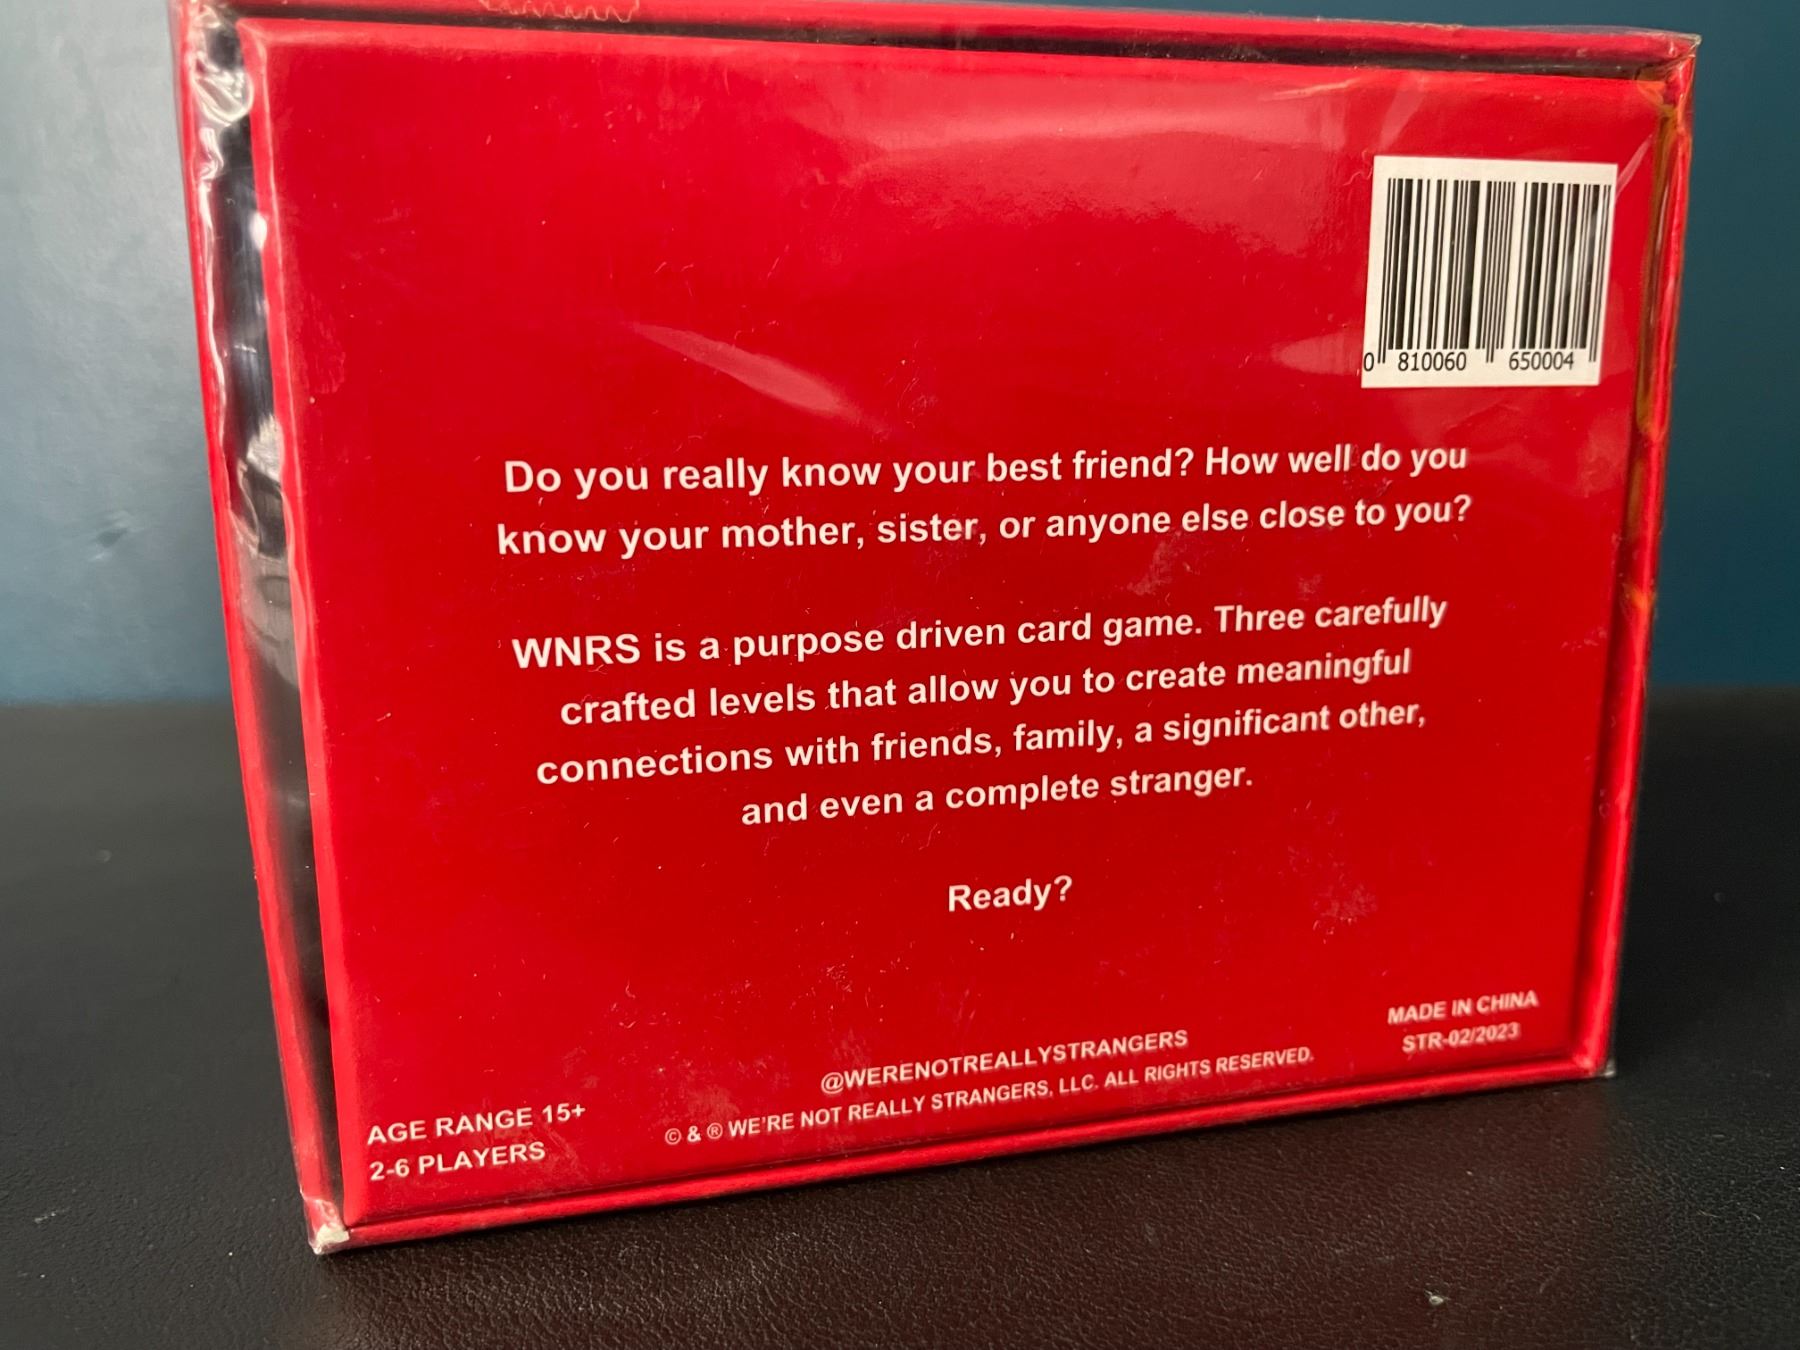 0 810060 650004
Do you really know your best friend? How well do you
know your mother, sister, or anyone else close to you?
WNRS is a purpose driven card game. Three carefully
crafted levels that allow you to create meaningful
connections with friends, family, a significant other,
and even a complete stranger.
Ready?
AGE RANGE 15+
2-6 PLAYERS
@WERENOTREALLYSTRANGERS
© & ® WE'RE NOT REALLY STRANGERS, LLC. ALL RIGHTS RESERVED.
MADE IN CHINA
STR-02/2023